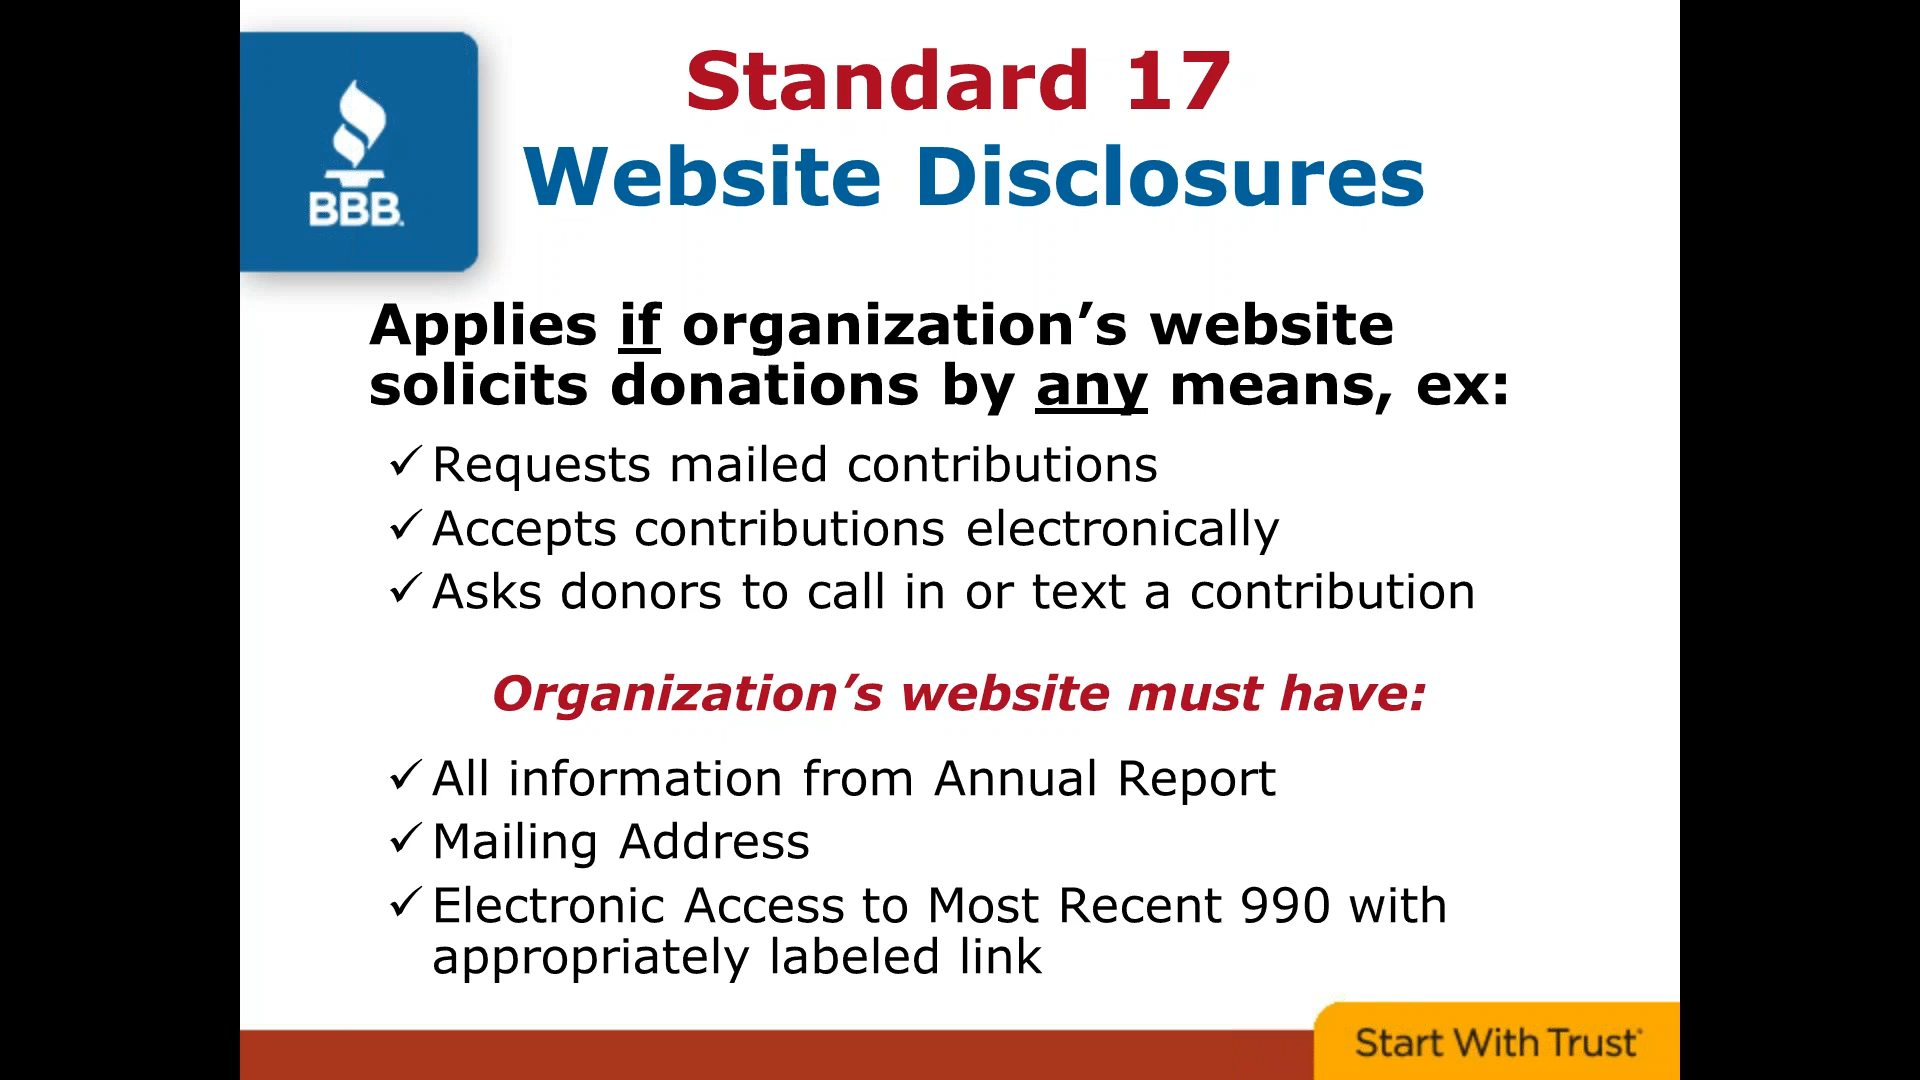 BBB.
Standard 17
Website Disclosures
Applies if organization’s website
solicits donations by any means, ex:
✓ Requests mailed contributions
✓ Accepts contributions electronically
✓ Asks donors to call in or text a contribution
Organization’s website must have:
✓ All information from Annual Report
✓ Mailing Address
✓ Electronic Access to Most Recent 990 with
appropriately labeled link
Start With Trust